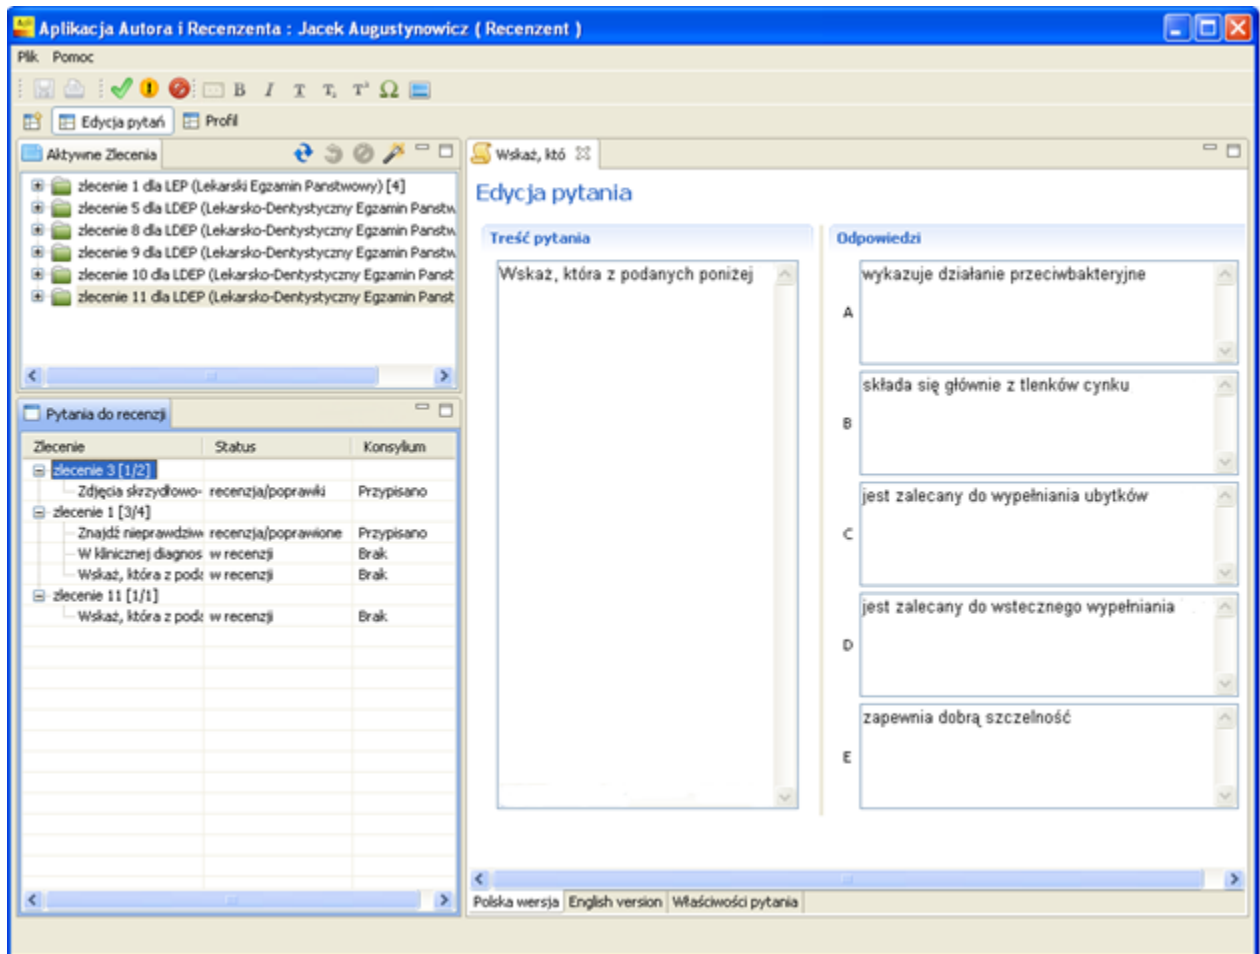 Aplikacja Autora i Recenzenta : Jacek Augustynowicz ( Recenzent )
Plik Pomoc
B I T T, T² Ω
Edycja pytań Profil
Aktywne Zlecenia
zlecenie 1 dla LEP (Lekarski Egzamin Panstwowy) [4]
zlecenie 5 dla LDEP (Lekarsko-Dentystyczny Egzamin Panstw
zlecenie 8 dla LDEP (Lekarsko-Dentystyczny Egzamin Panstw
zlecenie 9 dla LDEP (Lekarsko-Dentystyczny Egzamin Panstw
zlecenie 10 dla LDEP (Lekarsko-Dentystyczny Egzamin Panst
zlecenie 11 dla LDEP (Lekarsko-Dentystyczny Egzamin Panst
Pytania do recenzji
Zlecenie Status Konsylium
zlecenie 3 [1/2]
Zdjęcia skrzydłowo- recenzja/poprawki Przypisano
zlecenie 1 [3/4]
Znajdź nieprawdziw recenzja/poprawione Przypisano
W klinicznej diagnos w recenzji Brak
Wskaż, która z poda w recenzji Brak
zlecenie 11 [1/1]
Wskaż, która z poda w recenzji Brak
Wskaż, któ
Edycja pytania
Treść pytania
Wskaż, która z podanych poniżej
Odpowiedzi
A wykazuje działanie przeciwbakteryjne
B składa się głównie z tlenków cynku
C jest zalecany do wypełniania ubytków
D jest zalecany do wstecznego wypełniania
E zapewnia dobrą szczelność
Polska wersja English version Właściwości pytania